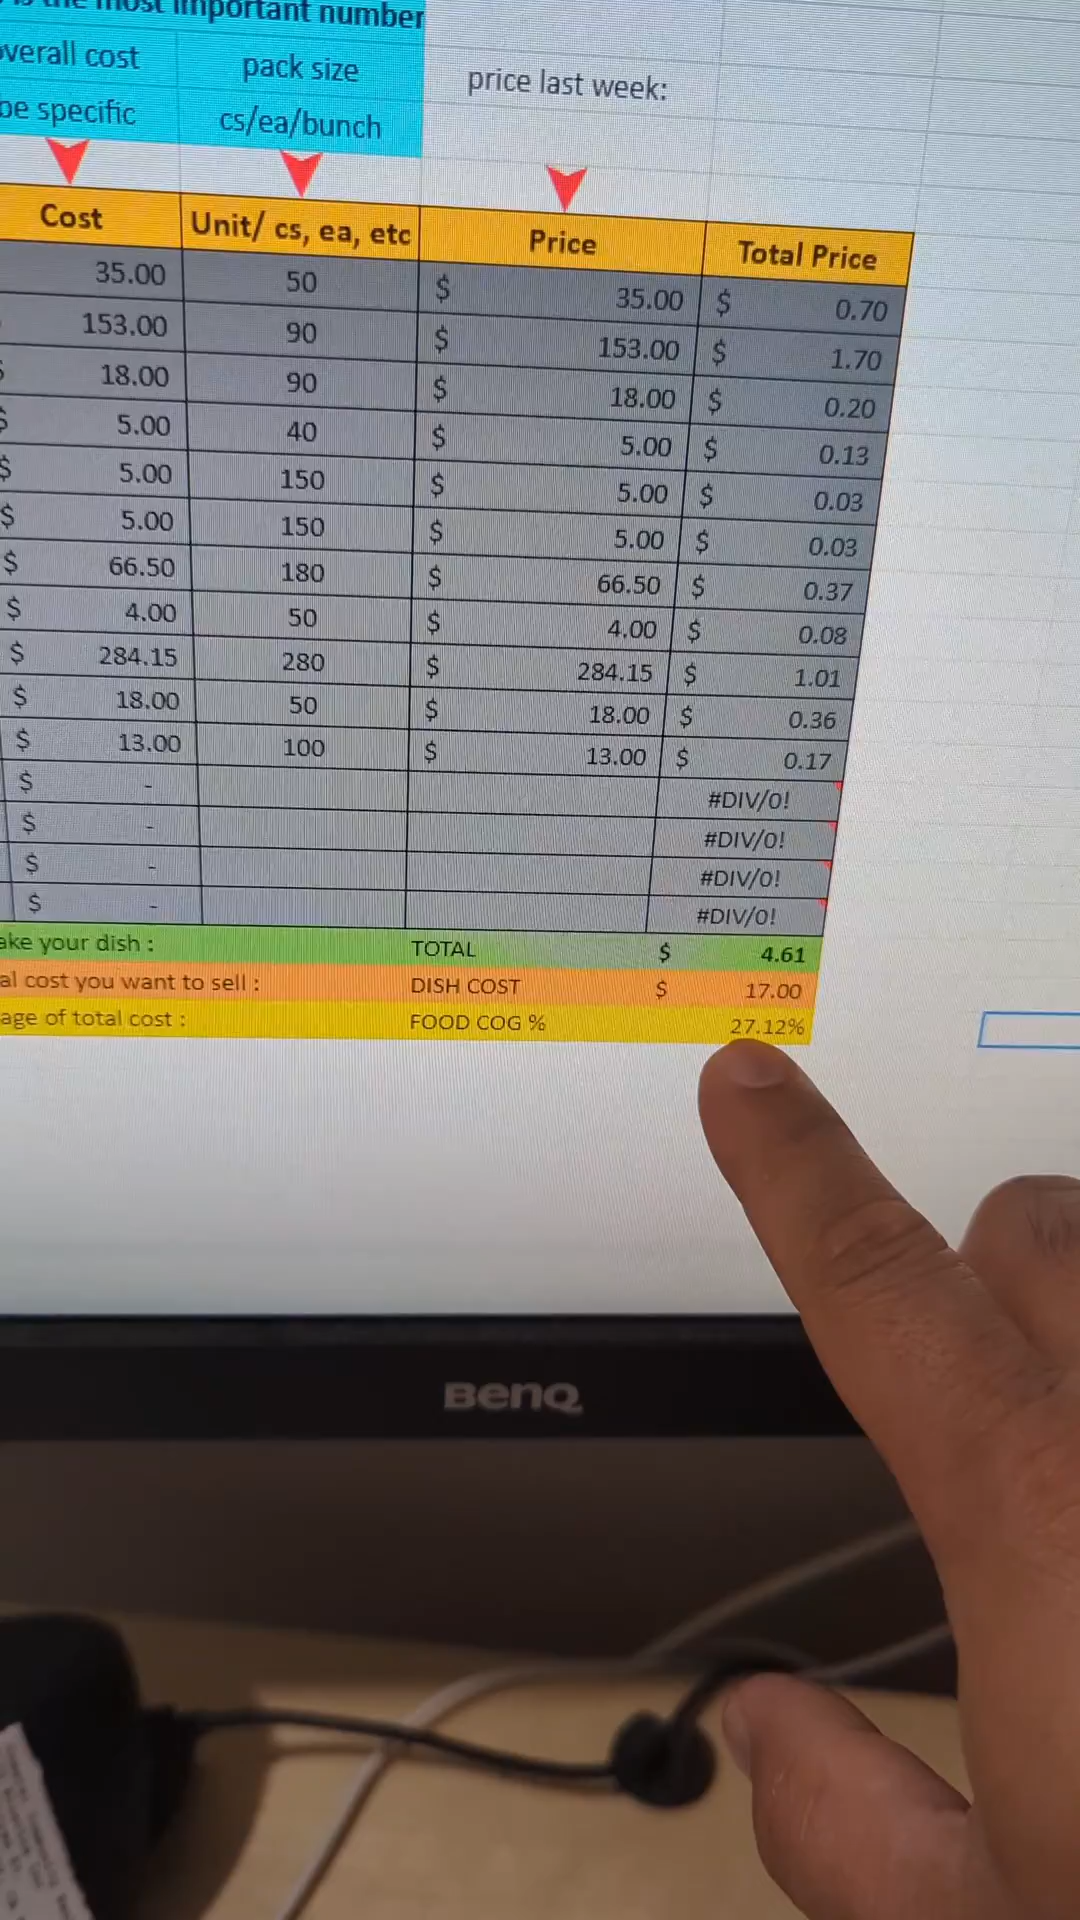 is the most important number
overall cost pack size price last week:
be specific cs/ea/bunch
Cost Unit/ cs, ea, etc Price Total Price
35.00 50 $ 35.00 $ 0.70
153.00 90 $ 153.00 $ 1.70
$ 18.00 90 $ 18.00 $ 0.20
$ 5.00 40 $ 5.00 $ 0.13
$ 5.00 150 $ 5.00 $ 0.03
$ 5.00 150 $ 5.00 $ 0.03
$ 66.50 180 $ 66.50 $ 0.37
$ 4.00 50 $ 4.00 $ 0.08
$ 284.15 280 $ 284.15 $ 1.01
$ 18.00 50 $ 18.00 $ 0.36
$ 13.00 100 $ 13.00 $ 0.17
$ - #DIV/0!
$ - #DIV/0!
$ - #DIV/0!
$ - #DIV/0!
ake your dish : TOTAL $ 4.61
al cost you want to sell : DISH COST $ 17.00
age of total cost : FOOD COG % 27.12%
BenQ